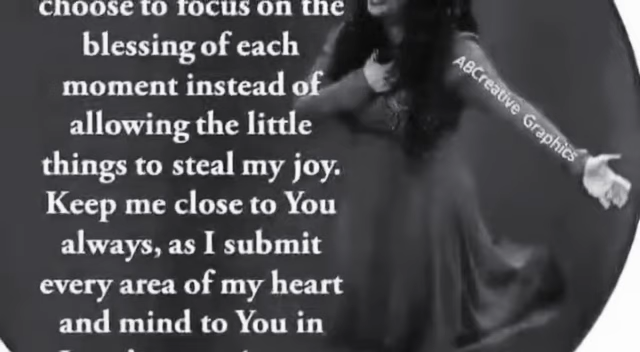 choose to focus on the
blessing of each
moment instead of
allowing the little
things to steal my joy.
Keep me close to You
always, as I submit
every area of my heart
and mind to You in
ABCreative Graphics